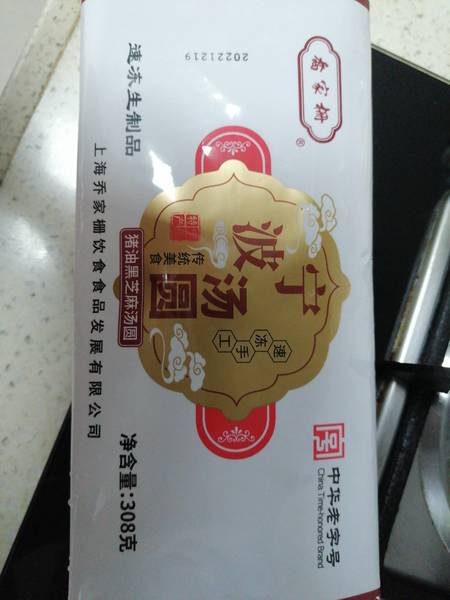 喬家栅
®
中华老字号
China Time-honored Brand
宁波
汤圆
速冻手工
特产
传统美食
猪油黑芝麻汤圆
20221219
速冻生制品
净含量:308克
上海乔家栅饮食食品发展有限公司